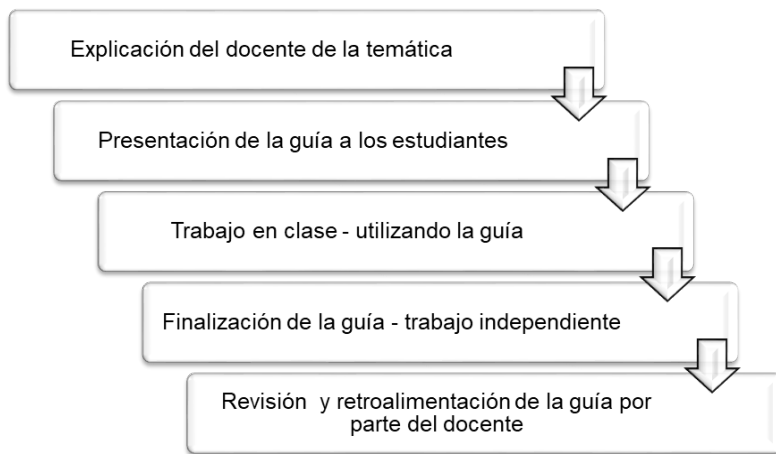 Explicación del docente de la temática
Presentación de la guía a los estudiantes
Trabajo en clase - utilizando la guía
Finalización de la guía - trabajo independiente
Revisión y retroalimentación de la guía por
parte del docente